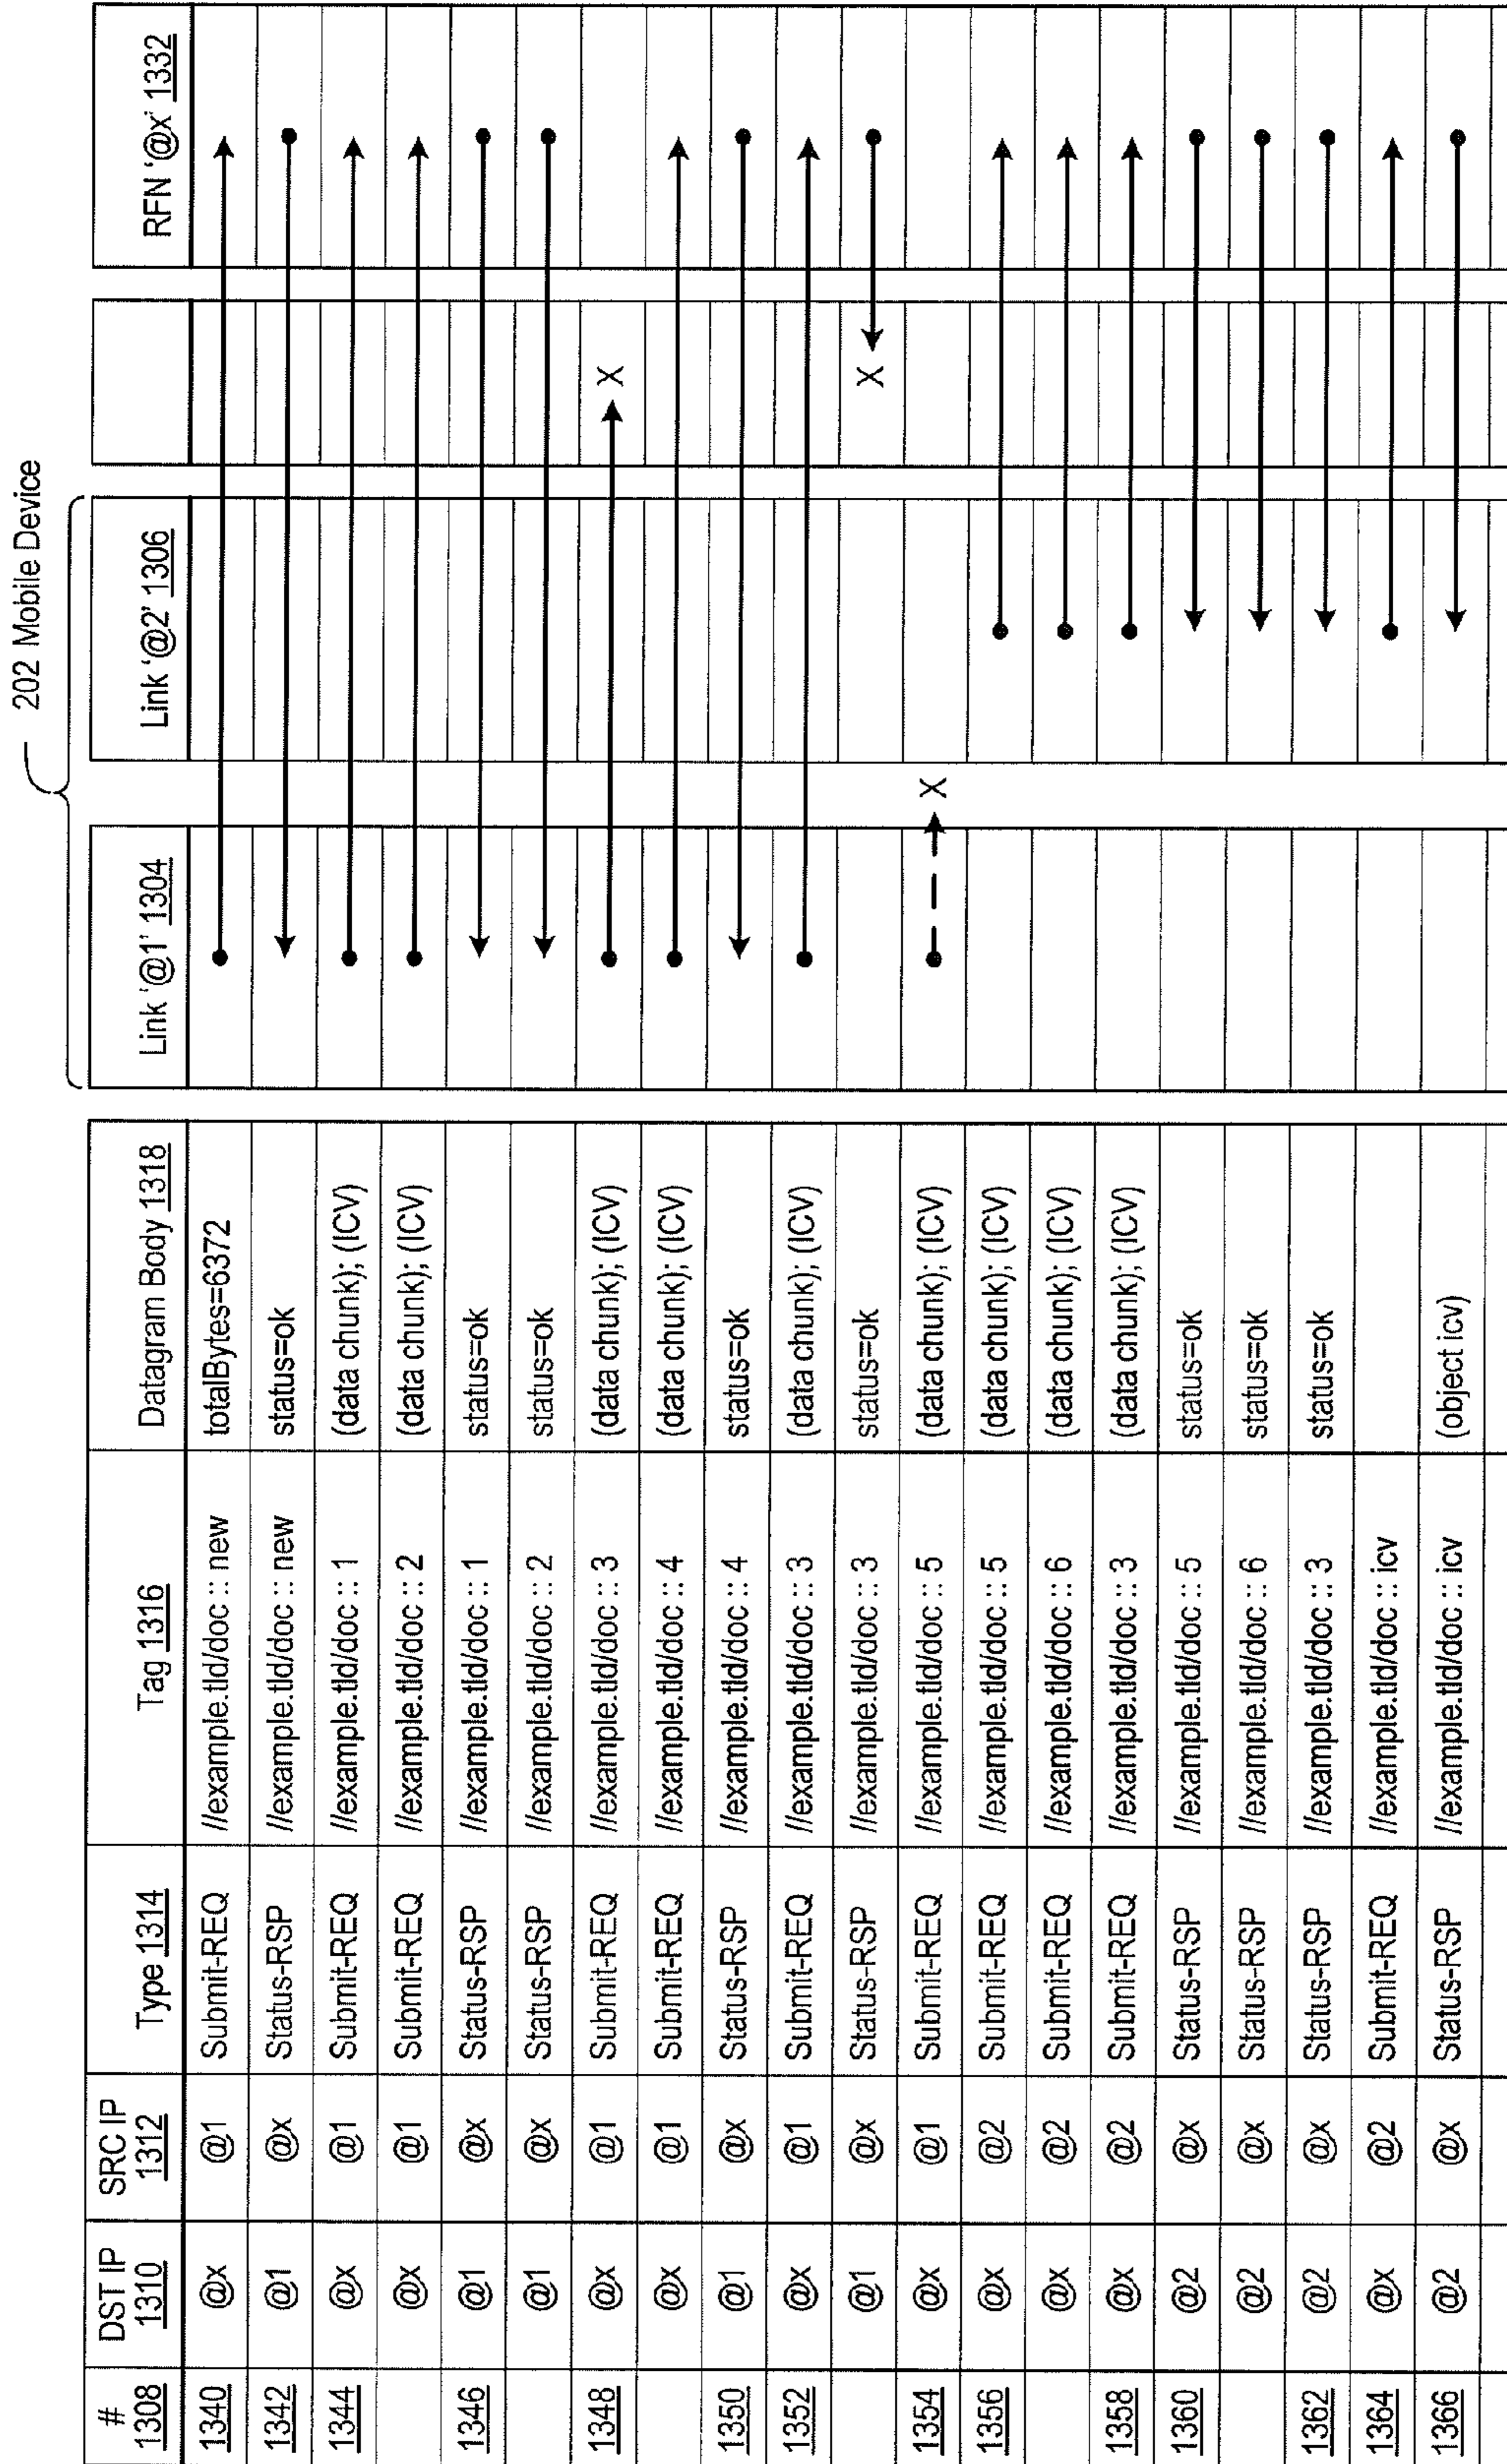 202 Mobile Device
# 1308 DST IP 1310 SRC IP 1312 Type 1314 Tag 1316 Datagram Body 1318 Link '@1' 1304 Link '@2' 1306 RFN '@x' 1332
1340 @x @1 Submit-REQ //example.tld/doc :: new totalBytes=6372
1342 @1 @x Status-RSP //example.tld/doc :: new status=ok
1344 @x @1 Submit-REQ //example.tld/doc :: 1 (data chunk); (ICV)
@x @1 Submit-REQ //example.tld/doc :: 2 (data chunk); (ICV)
1346 @1 @x Status-RSP //example.tld/doc :: 1 status=ok
@1 @x Status-RSP //example.tld/doc :: 2 status=ok
1348 @x @1 Submit-REQ //example.tld/doc :: 3 (data chunk); (ICV) X
@x @1 Submit-REQ //example.tld/doc :: 4 (data chunk); (ICV)
1350 @1 @x Status-RSP //example.tld/doc :: 4 status=ok
1352 @x @1 Submit-REQ //example.tld/doc :: 3 (data chunk); (ICV)
@1 @x Status-RSP //example.tld/doc :: 3 status=ok X
1354 @x @1 Submit-REQ //example.tld/doc :: 5 (data chunk); (ICV) X
1356 @x @2 Submit-REQ //example.tld/doc :: 5 (data chunk); (ICV)
@x @2 Submit-REQ //example.tld/doc :: 6 (data chunk); (ICV)
1358 @x @2 Submit-REQ //example.tld/doc :: 3 (data chunk); (ICV)
1360 @2 @x Status-RSP //example.tld/doc :: 5 status=ok
@2 @x Status-RSP //example.tld/doc :: 6 status=ok
1362 @2 @x Status-RSP //example.tld/doc :: 3 status=ok
1364 @x @2 Submit-REQ //example.tld/doc :: icv
1366 @2 @x Status-RSP //example.tld/doc :: icv (object icv)